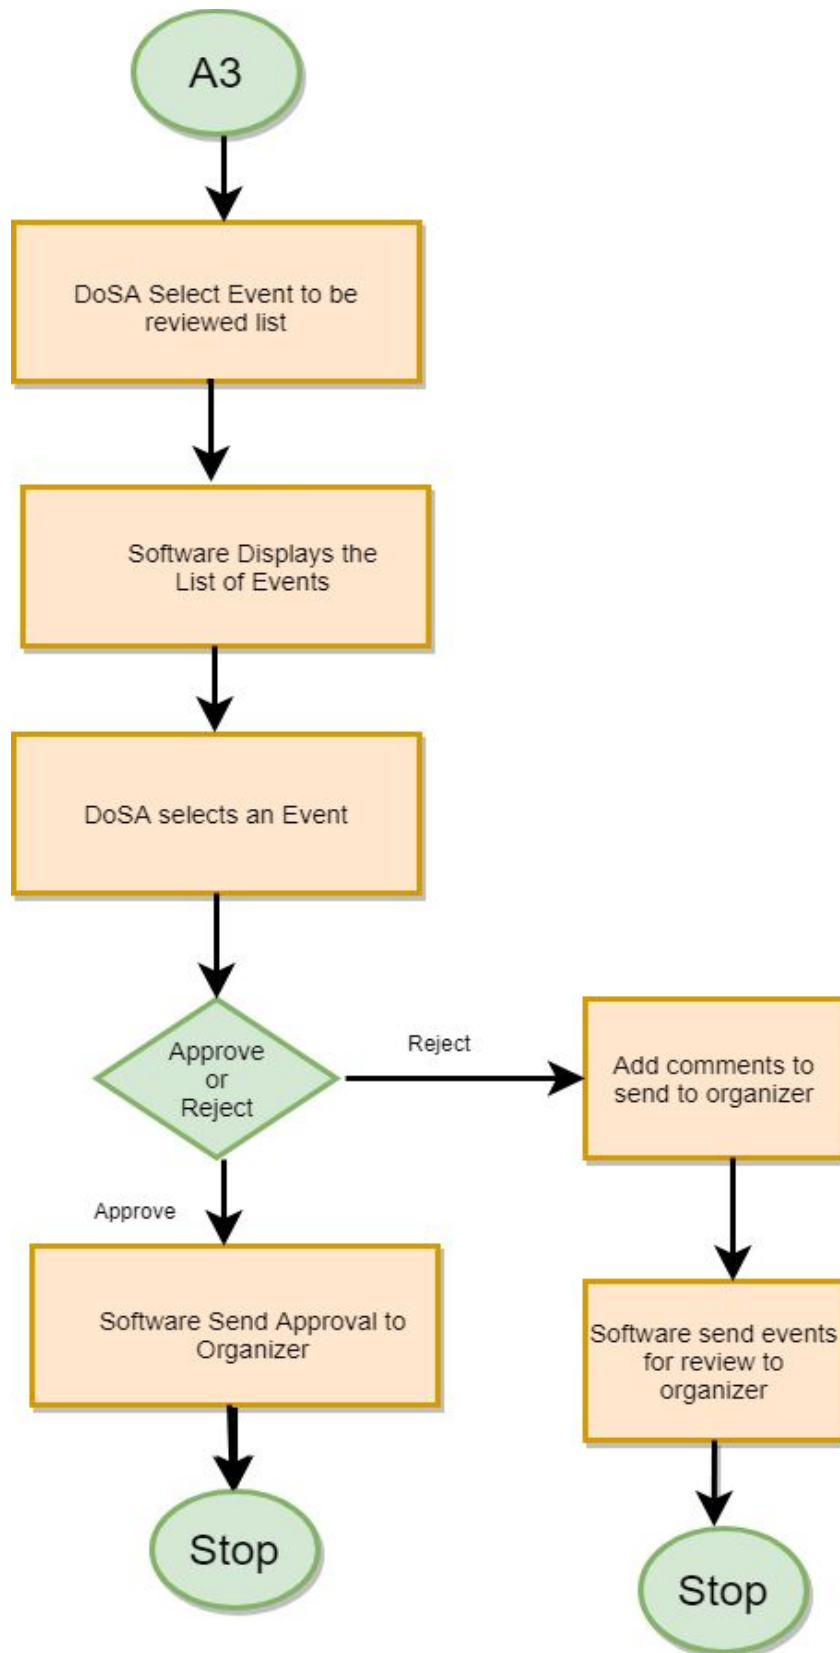 A3
DoSA Select Event to be
reviewed list
Software Displays the
List of Events
DoSA selects an Event
Approve
or
Reject
Reject
Add comments to
send to organizer
Approve
Software Send Approval to
Organizer
Software send events
for review to
organizer
Stop
Stop